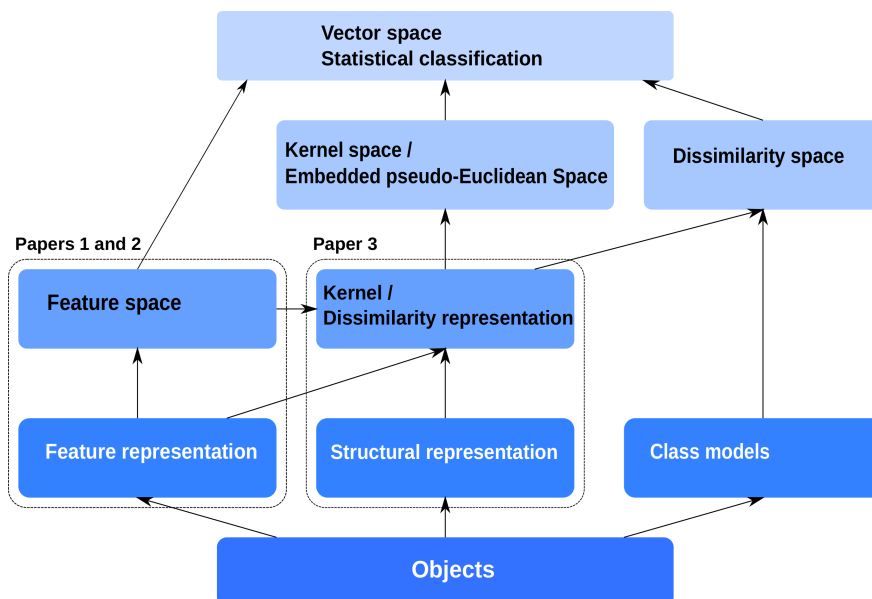 Vector space
Statistical classification
Kernel space /
Embedded pseudo-Euclidean Space
Dissimilarity space
Papers 1 and 2
Paper 3
Feature space
Kernel /
Dissimilarity representation
Feature representation
Structural representation
Class models
Objects